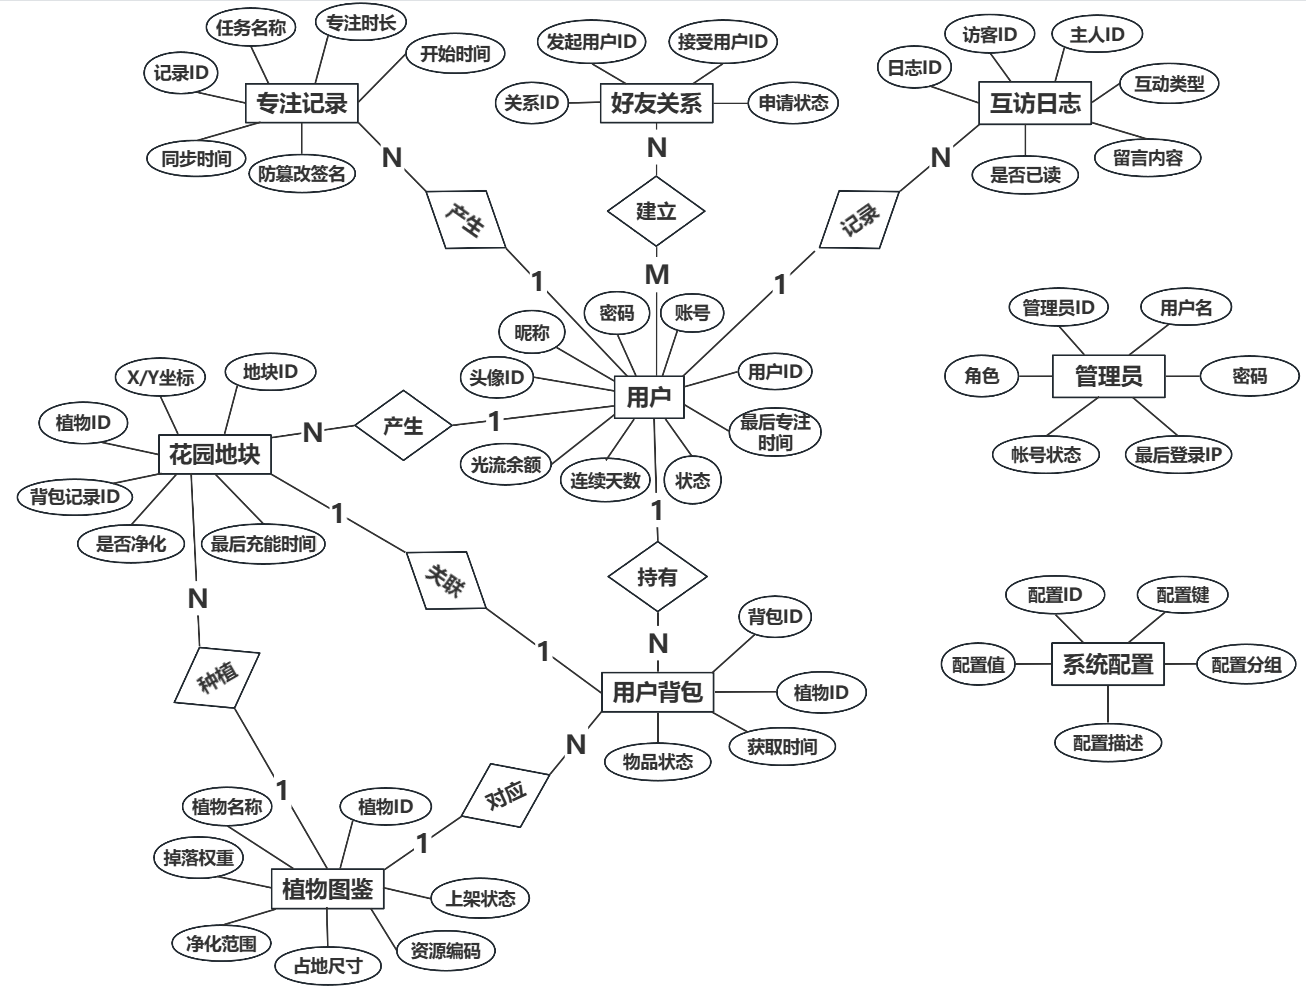 任务名称
专注时长
开始时间
记录ID
专注记录
同步时间
防篡改签名
发起用户ID
接受用户ID
关系ID
好友关系
申请状态
访客ID
主人ID
日志ID
互动类型
互访日志
是否已读
留言内容
N
产生
1
N
建立
M
N
记录
1
密码
账号
昵称
头像ID
用户ID
用户
最后专注
时间
光流余额
连续天数
状态
管理员ID
用户名
角色
管理员
密码
帐号状态
最后登录IP
X/Y坐标
地块ID
植物ID
花园地块
背包记录ID
是否净化
最后充能时间
N
产生
1
1
关联
1
1
持有
N
N
种植
1
背包ID
用户背包
植物ID
物品状态
获取时间
N
对应
1
配置ID
配置键
配置值
系统配置
配置分组
配置描述
植物名称
植物ID
掉落权重
植物图鉴
上架状态
净化范围
占地尺寸
资源编码